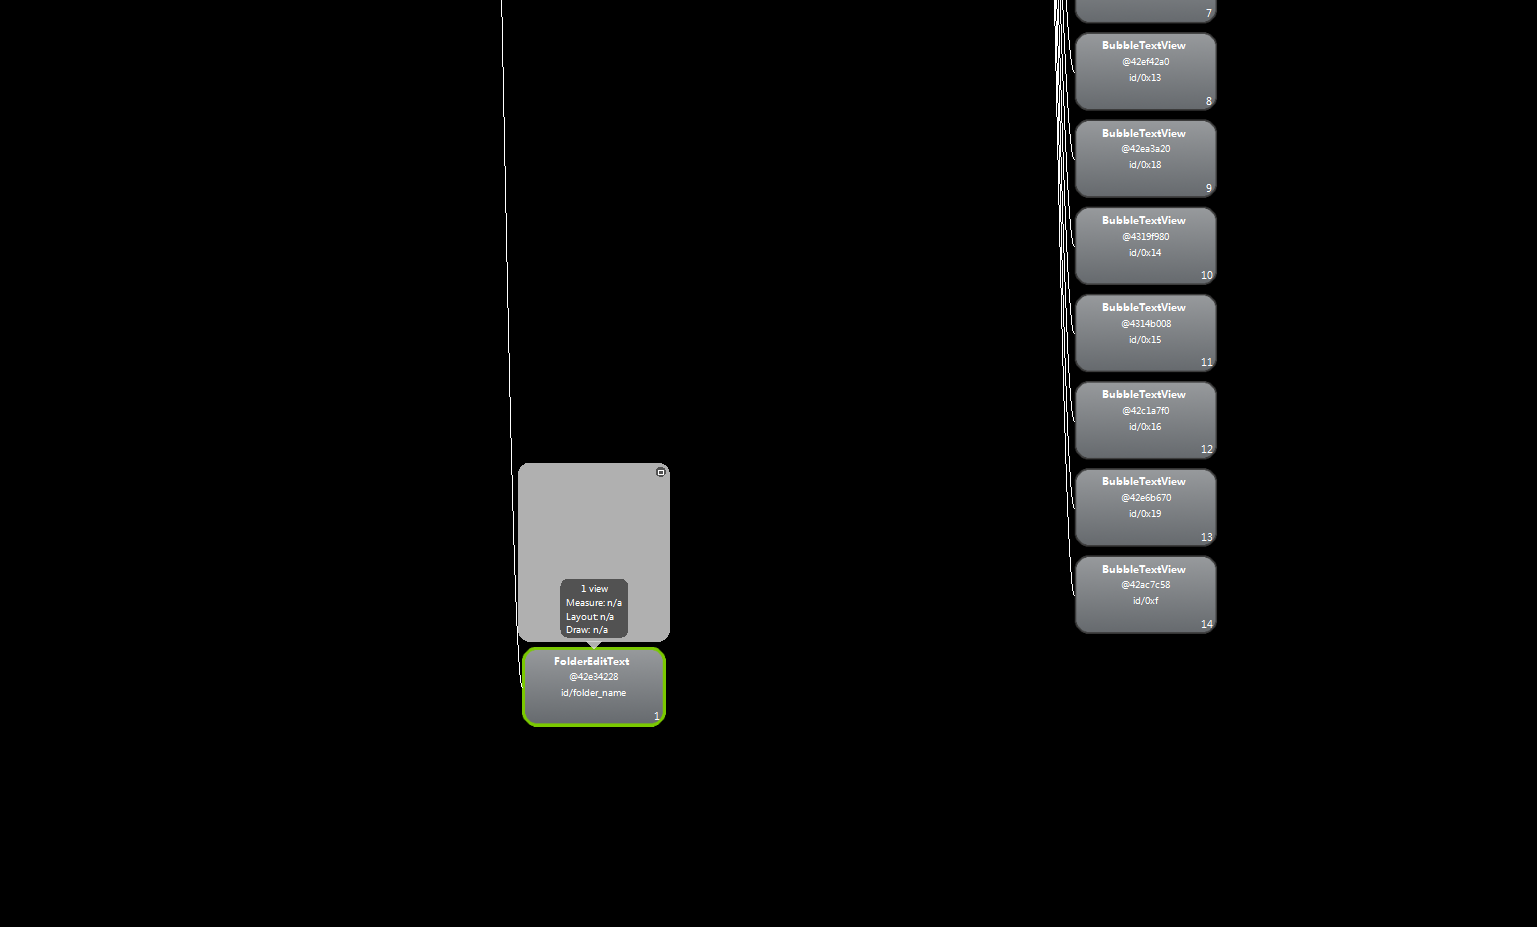 7
BubbleTextView
@42ef42a0
id/0x13
8
BubbleTextView
@42ea3a20
id/0x18
9
BubbleTextView
@4319f980
id/0x14
10
BubbleTextView
@4314b008
id/0x15
11
BubbleTextView
@42c1a7f0
id/0x16
12
BubbleTextView
@42e6b670
id/0x19
13
BubbleTextView
@42ac7c58
id/0xf
14
1 view
Measure: n/a
Layout: n/a
Draw: n/a
FolderEditText
@42e34228
id/folder_name
1